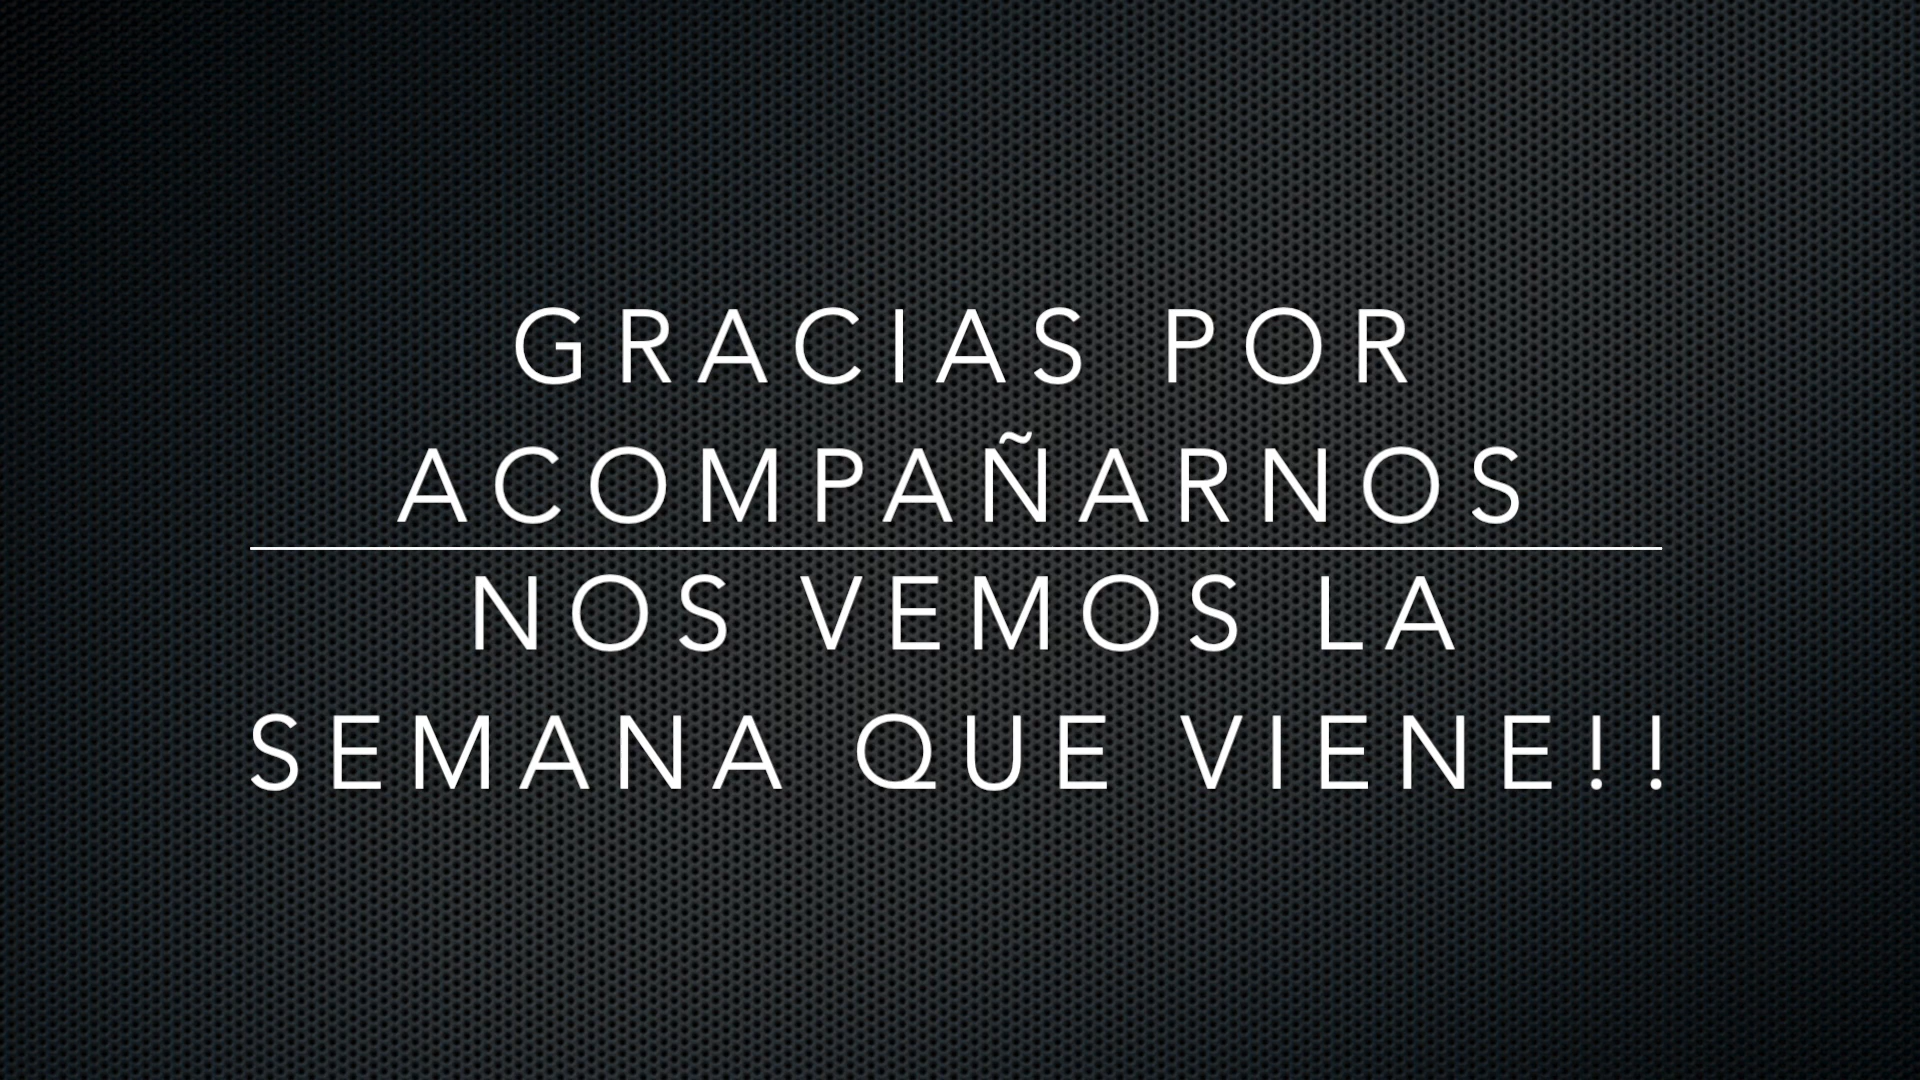 GRACIAS POR
ACOMPAÑARNOS
NOS VEMOS LA
SEMANA QUE VIENE!!